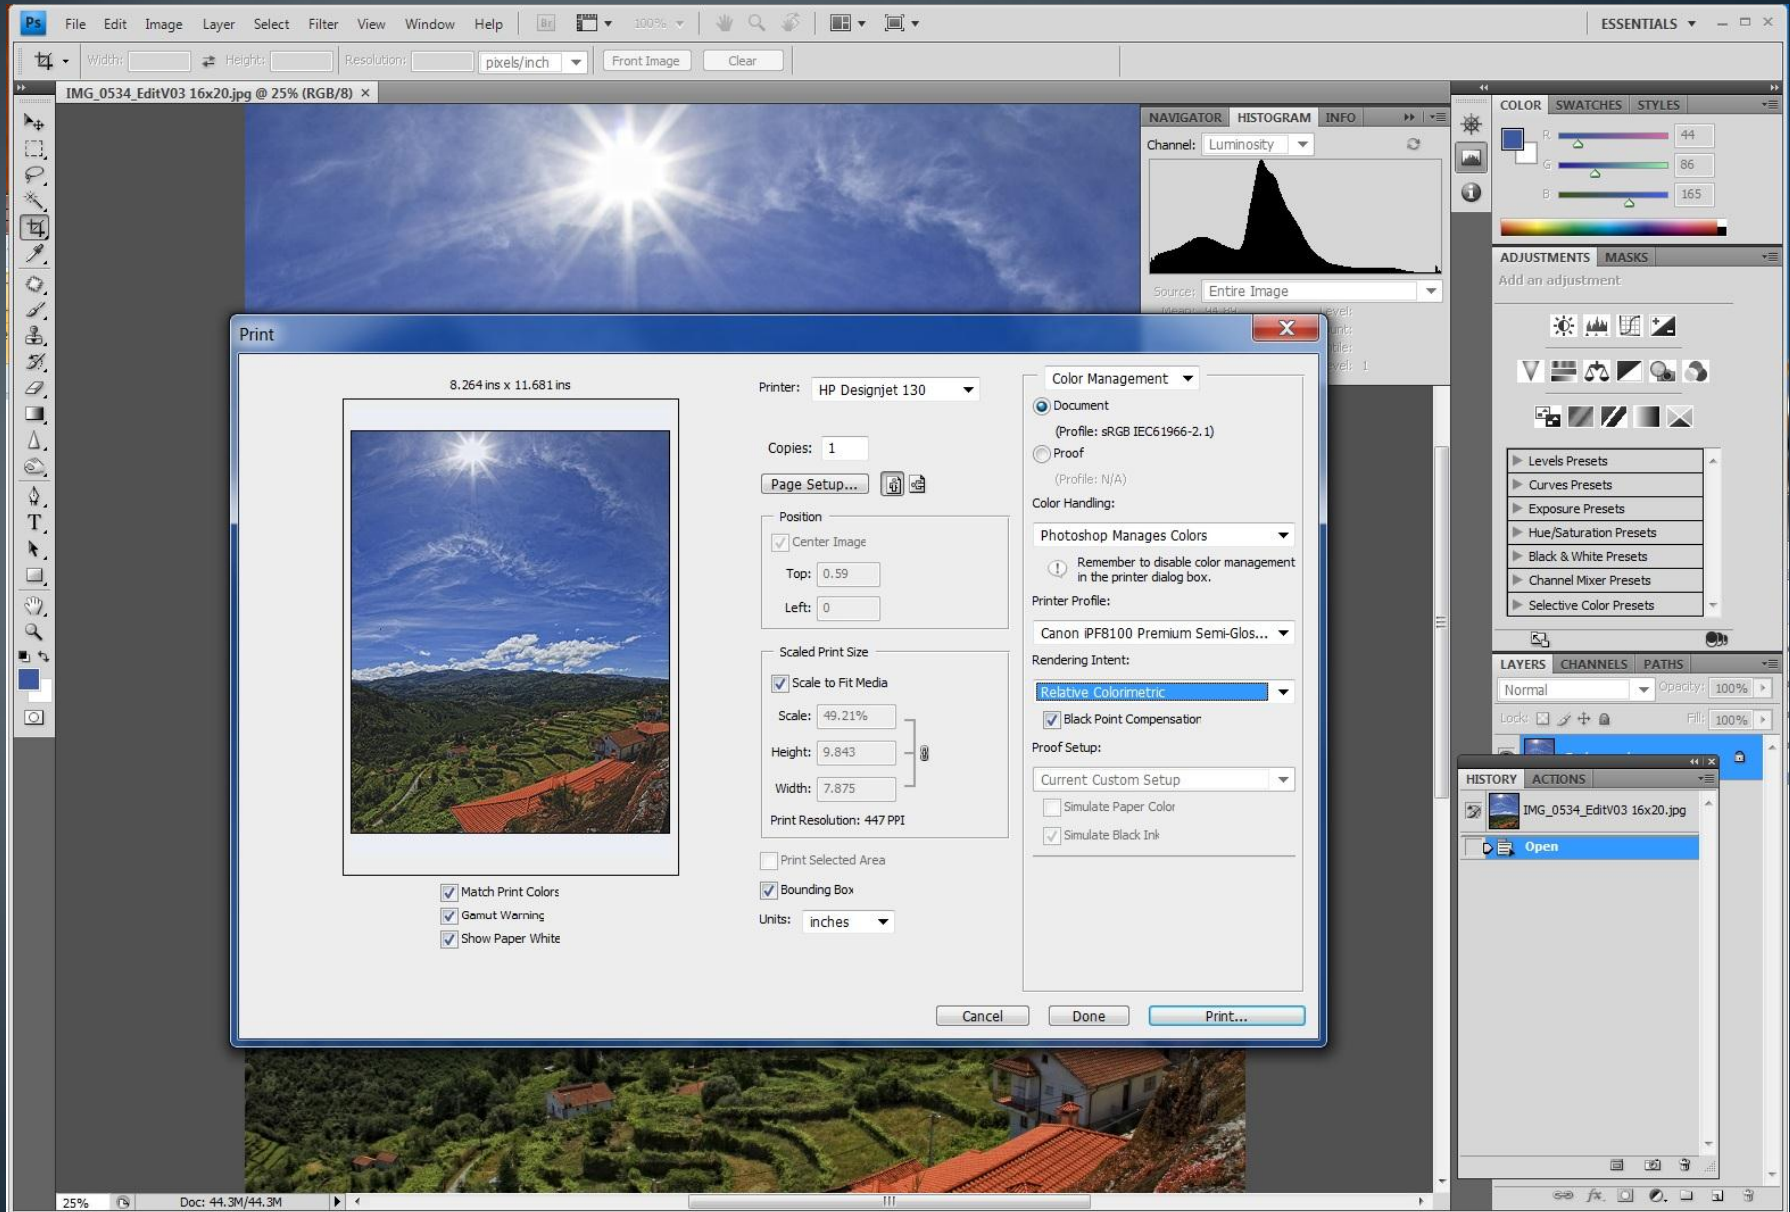 Ps File Edit Image Layer Select Filter View Window Help Br 100% ESSENTIALS
Width: Height: Resolution: pixels/inch Front Image Clear
IMG_0534_EditV03 16x20.jpg @ 25% (RGB/8) ×
NAVIGATOR HISTOGRAM INFO
Channel: Luminosity
Source: Entire Image
Level: 1
COLOR SWATCHES STYLES
R 44
G 86
B 165
ADJUSTMENTS MASKS
Add an adjustment
Levels Presets
Curves Presets
Exposure Presets
Hue/Saturation Presets
Black & White Presets
Channel Mixer Presets
Selective Color Presets
LAYERS CHANNELS PATHS
Normal Opacity: 100%
Lock: Fill: 100%
HISTORY ACTIONS
IMG_0534_EditV03 16x20.jpg
Open
Print
8.264 ins x 11.681 ins
Match Print Colors
Gamut Warning
Show Paper White
Printer: HP Designjet 130
Copies: 1
Page Setup...
Position
Center Image
Top: 0.59
Left: 0
Scaled Print Size
Scale to Fit Media
Scale: 49.21%
Height: 9.843
Width: 7.875
Print Resolution: 447 PPI
Print Selected Area
Bounding Box
Units: inches
Color Management
Document
(Profile: sRGB IEC61966-2.1)
Proof
(Profile: N/A)
Color Handling:
Photoshop Manages Colors
Remember to disable color management
in the printer dialog box.
Printer Profile:
Canon iPF8100 Premium Semi-Glos...
Rendering Intent:
Relative Colorimetric
Black Point Compensation
Proof Setup:
Current Custom Setup
Simulate Paper Color
Simulate Black Ink
Cancel Done Print...
25% Doc: 44.3M/44.3M
fx.